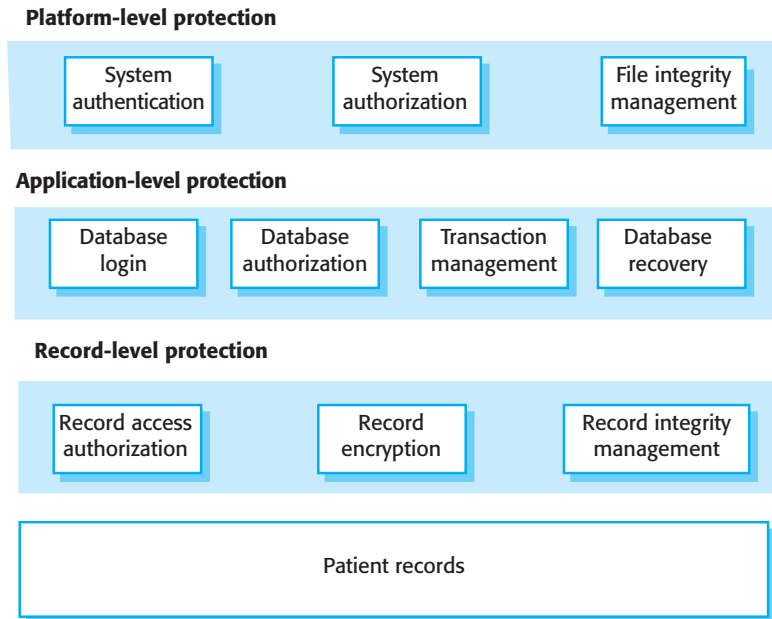 Platform-level protection
System
authentication
System
authorization
File integrity
management
Application-level protection
Database
login
Database
authorization
Transaction
management
Database
recovery
Record-level protection
Record access
authorization
Record
encryption
Record integrity
management
Patient records